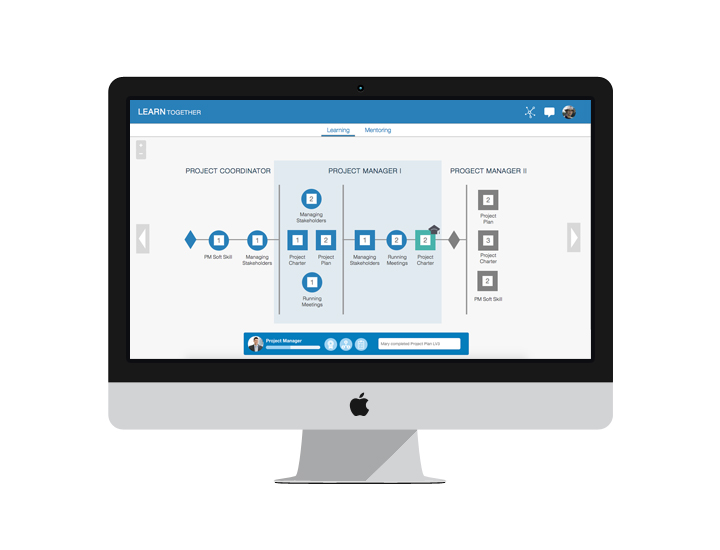 LEARN TOGETHER
Learning Mentoring
+
PROJECT COORDINATOR PROJECT MANAGER I PROGECT MANAGER II
2
Managing
Stakeholders
2
Project
Plan
1
PM Soft Skill
1
Managing
Stakeholders
1
Project
Charter
2
Project
Plan
1
Managing
Stakeholders
2
Running
Meetings
2
Project
Charter
3
Project
Charter
1
Running
Meetings
2
PM Soft Skill
Project Manager
Mary completed Project Plan LV3